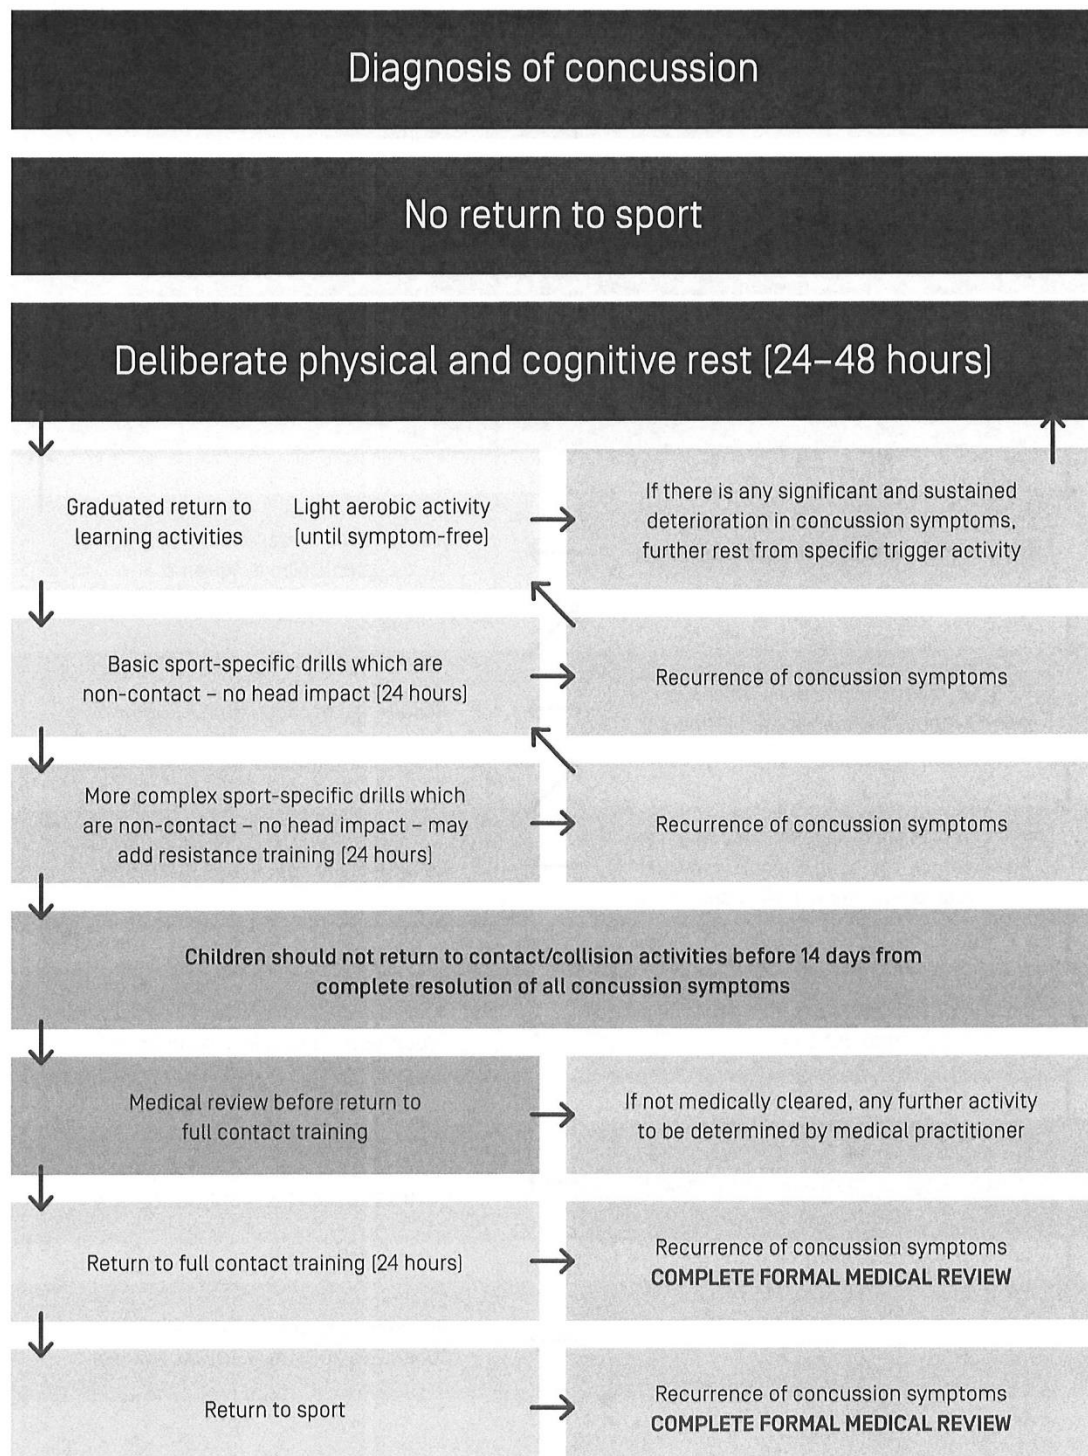 Diagnosis of concussion
No return to sport
Deliberate physical and cognitive rest (24–48 hours)
Graduated return to
learning activities
Light aerobic activity
(until symptom-free)
If there is any significant and sustained
deterioration in concussion symptoms,
further rest from specific trigger activity
Basic sport-specific drills which are
non-contact – no head impact (24 hours)
Recurrence of concussion symptoms
More complex sport-specific drills which
are non-contact – no head impact – may
add resistance training (24 hours)
Recurrence of concussion symptoms
Children should not return to contact/collision activities before 14 days from
complete resolution of all concussion symptoms
Medical review before return to
full contact training
If not medically cleared, any further activity
to be determined by medical practitioner
Return to full contact training (24 hours)
Recurrence of concussion symptoms
COMPLETE FORMAL MEDICAL REVIEW
Return to sport
Recurrence of concussion symptoms
COMPLETE FORMAL MEDICAL REVIEW